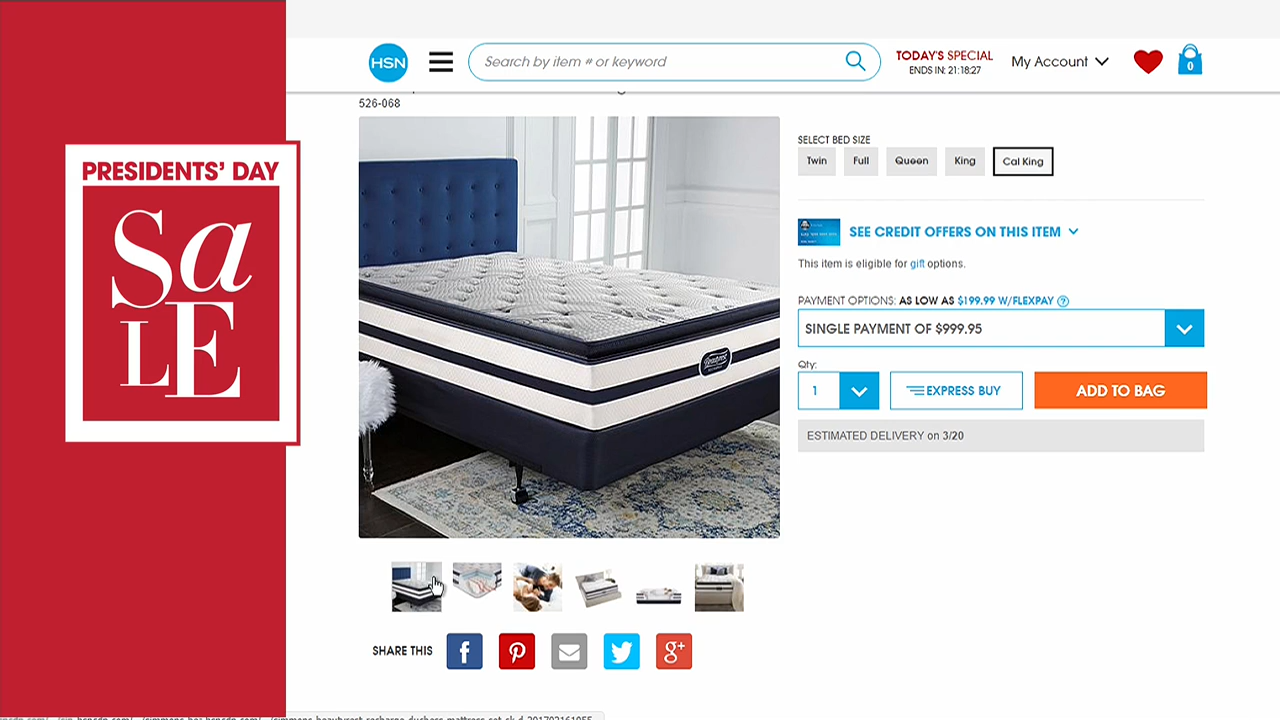 HSN
Search by item # or keyword
TODAY'S SPECIAL
ENDS IN: 21:18:27
My Account
0
526-068
PRESIDENTS' DAY
SaLE
SELECT BED SIZE
Twin
Full
Queen
King
Cal King
SEE CREDIT OFFERS ON THIS ITEM
This item is eligible for gift options.
PAYMENT OPTIONS: AS LOW AS $199.99 W/FLEXPAY ?
SINGLE PAYMENT OF $999.95
Qty:
1
EXPRESS BUY
ADD TO BAG
ESTIMATED DELIVERY on 3/20
Beautyrest
SHARE THIS
f
g+